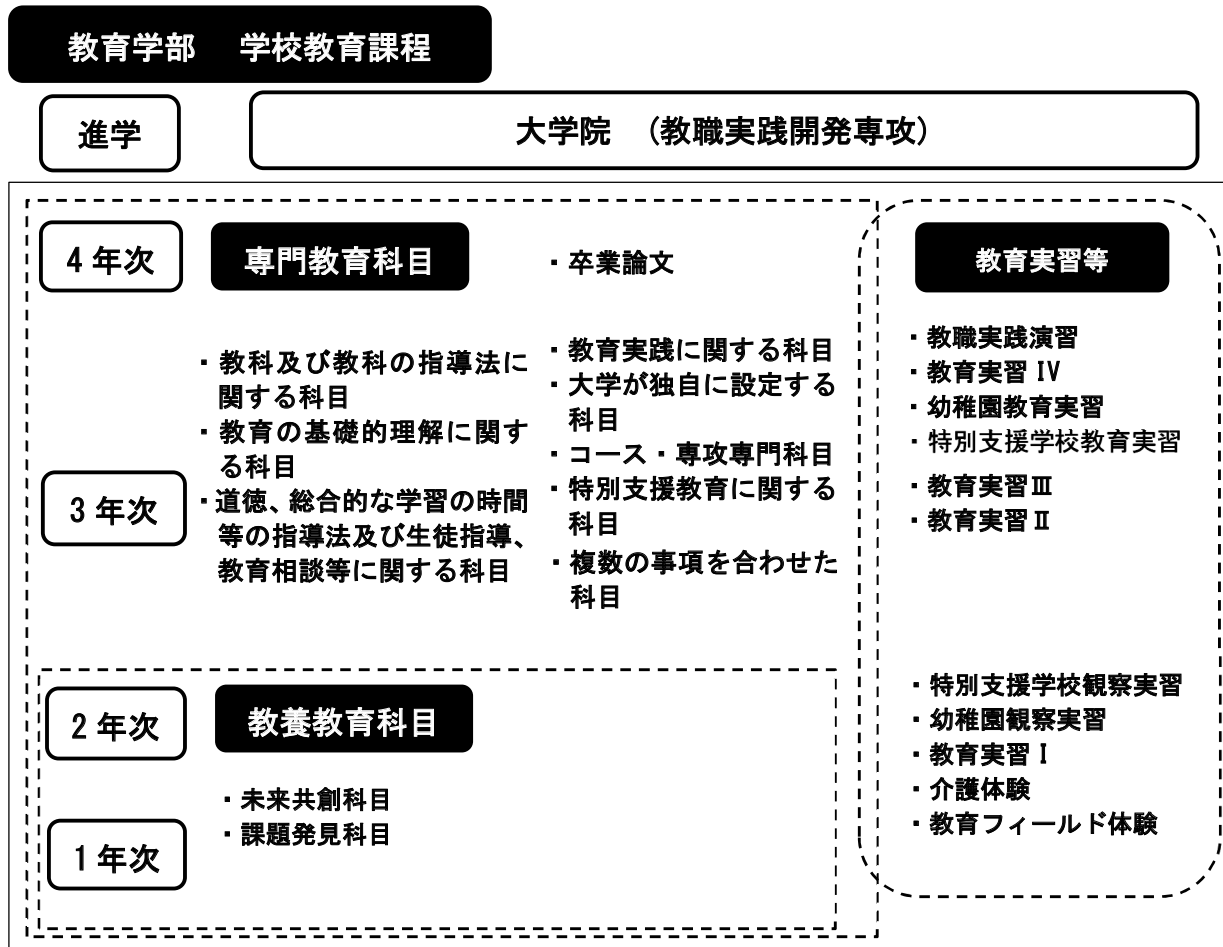 教育学部　学校教育課程
進学
大学院　（教職実践開発専攻）
4年次
専門教育科目
・卒業論文
・教科及び教科の指導法に
関する科目
・教育の基礎的理解に関す
る科目
・道徳、総合的な学習の時間
等の指導法及び生徒指導、
教育相談等に関する科目
・教育実践に関する科目
・大学が独自に設定する
科目
・コース・専攻専門科目
・特別支援教育に関する
科目
・複数の事項を合わせた
科目
3年次
2年次
教養教育科目
・未来共創科目
・課題発見科目
1年次
教育実習等
・教職実践演習
・教育実習Ⅳ
・幼稚園教育実習
・特別支援学校教育実習
・教育実習Ⅲ
・教育実習Ⅱ
・特別支援学校観察実習
・幼稚園観察実習
・教育実習Ⅰ
・介護体験
・教育フィールド体験